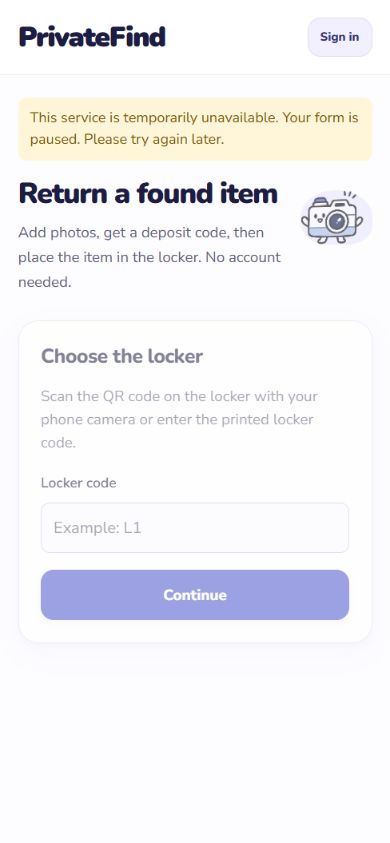 PrivateFind
Sign in
This service is temporarily unavailable. Your form is
paused. Please try again later.
Return a found item
Add photos, get a deposit code, then
place the item in the locker. No account
needed.
Choose the locker
Scan the QR code on the locker with your
phone camera or enter the printed locker
code.
Locker code
Example: L1
Continue